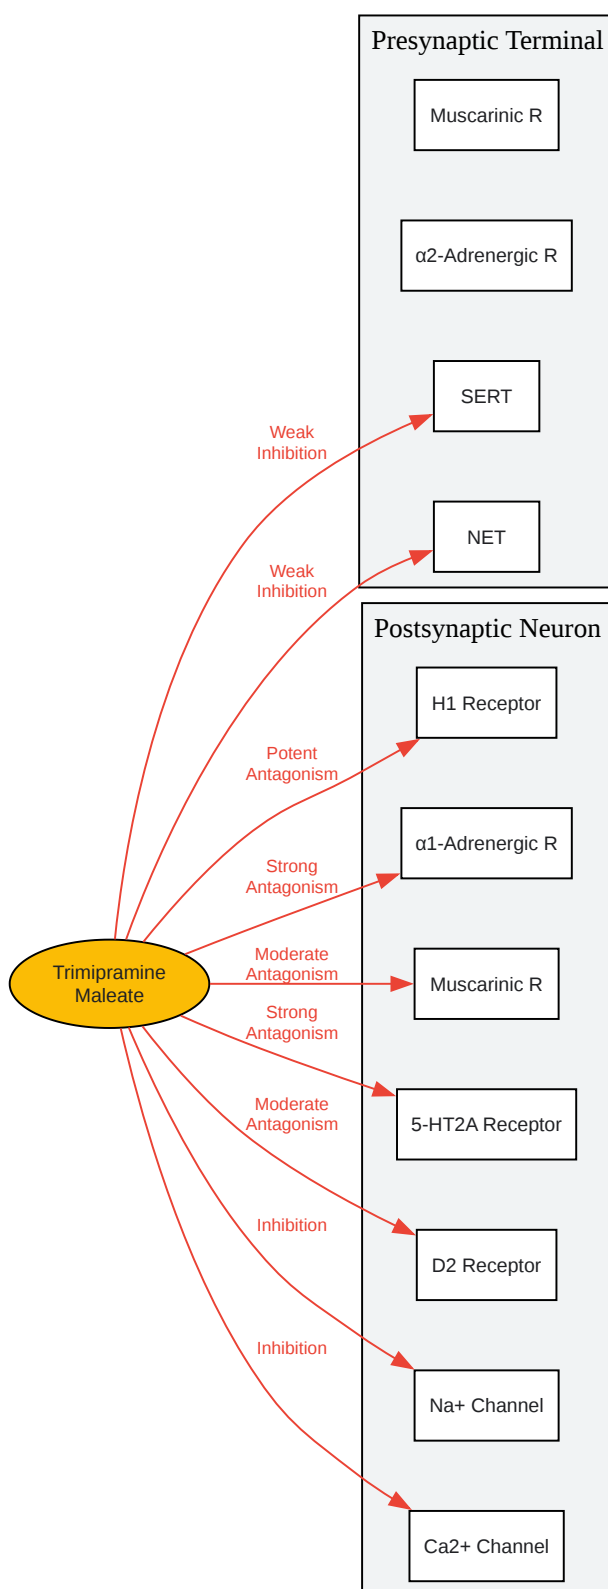 Presynaptic Terminal
Muscarinic R
α2-Adrenergic R
SERT
Weak
Inhibition
NET
Weak
Inhibition
Postsynaptic Neuron
H1 Receptor
Potent
Antagonism
α1-Adrenergic R
Strong
Antagonism
Trimipramine
Maleate
Moderate
Antagonism
Muscarinic R
Strong
Antagonism
5-HT2A Receptor
Moderate
Antagonism
D2 Receptor
Inhibition
Na+ Channel
Inhibition
Ca2+ Channel